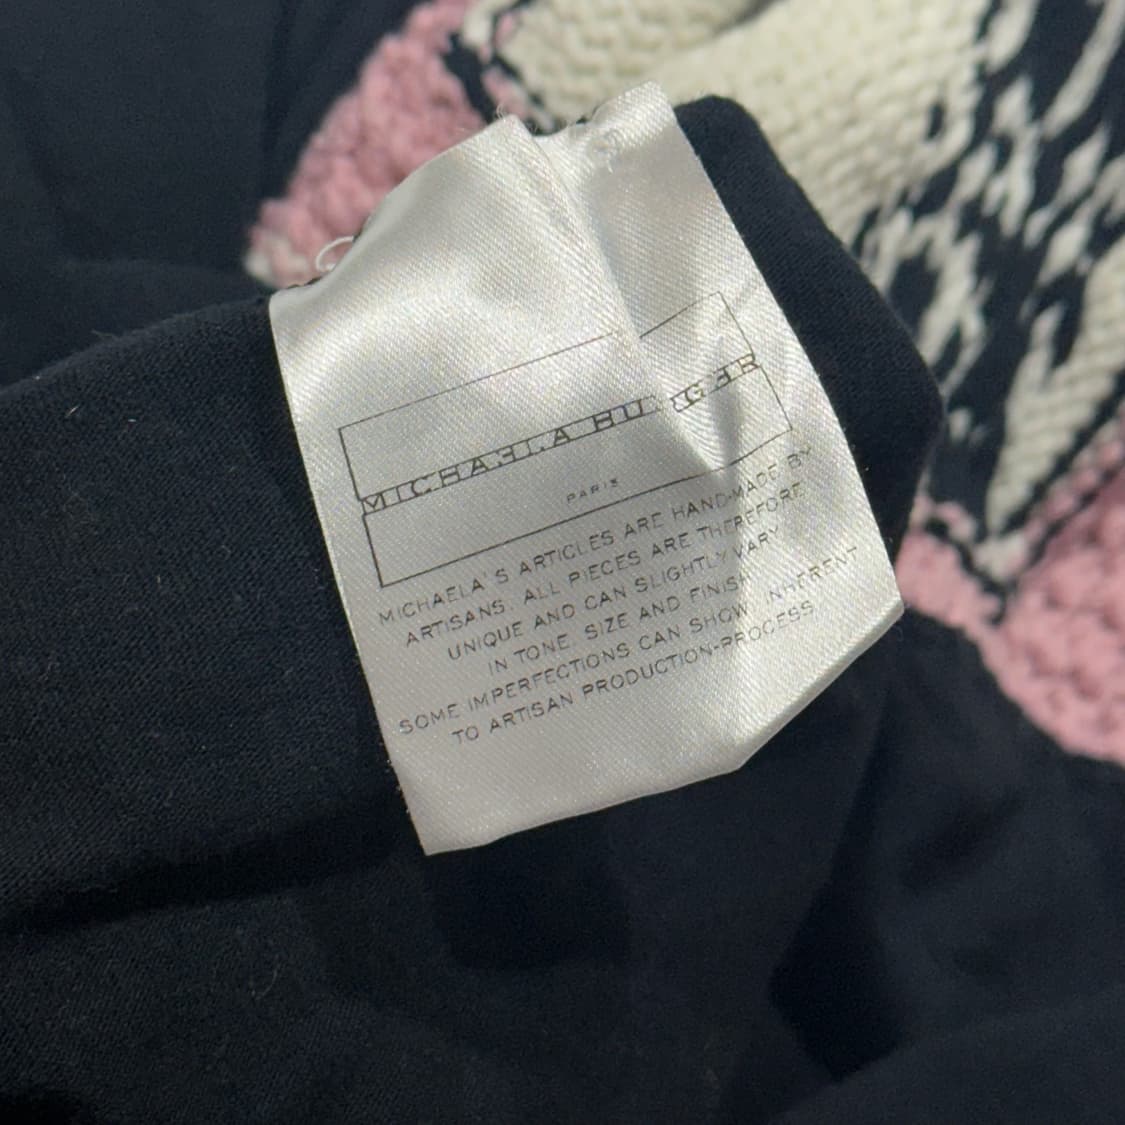 MICHAELA BURGER
PARIS
MICHAELA'S ARTICLES ARE HAND-MADE BY
ARTISANS. ALL PIECES ARE THEREFORE
UNIQUE AND CAN SLIGHTLY VARY
IN TONE, SIZE AND FINISH.
SOME IMPERFECTIONS CAN SHOW, INHERENT
TO ARTISAN PRODUCTION-PROCESS.